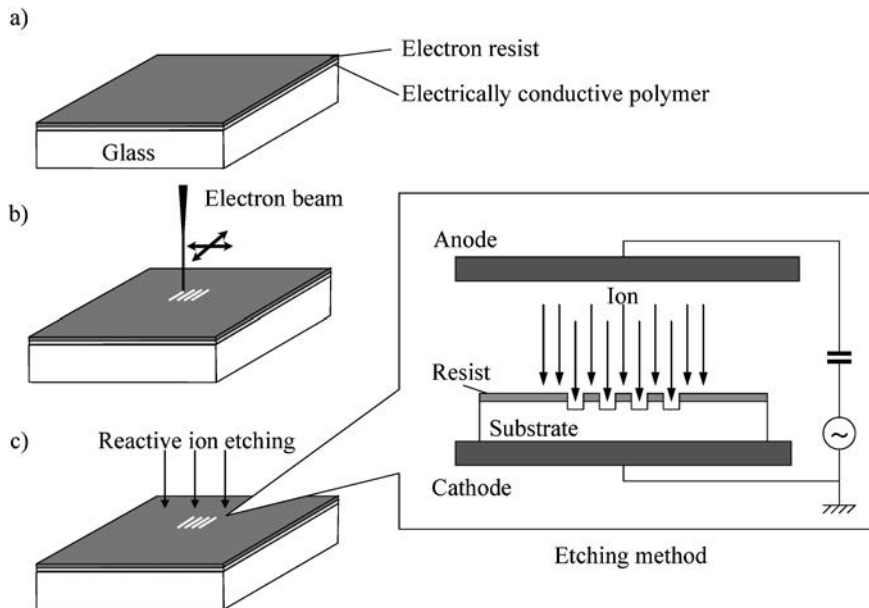 a)
Electron resist
Electrically conductive polymer
Glass
b)
Electron beam
c)
Reactive ion etching
Anode
Ion
Resist
Substrate
Cathode
~
Etching method